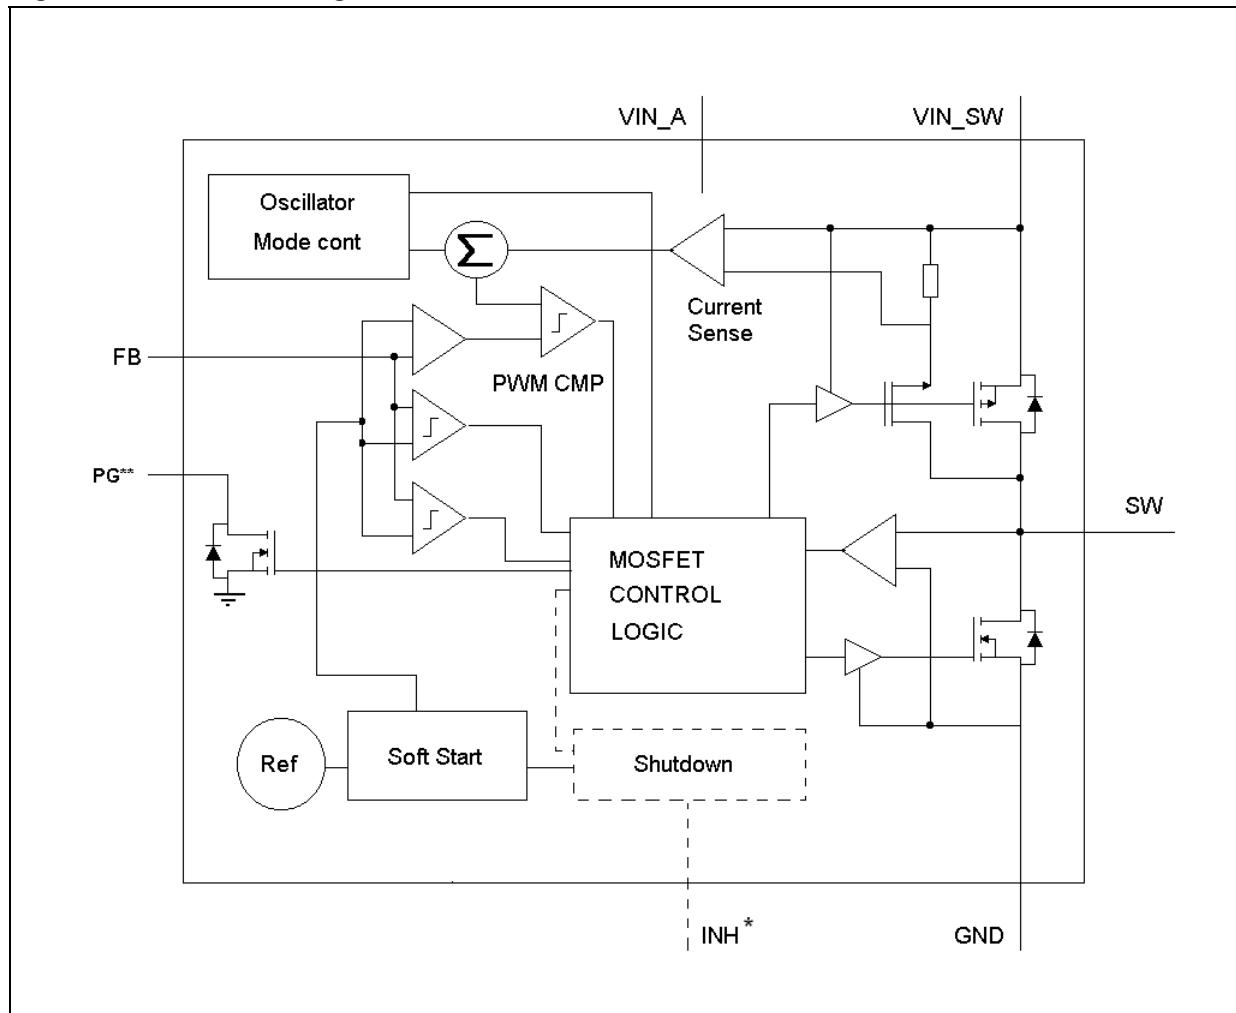 VIN_A
VIN_SW
Oscillator
Mode cont
Σ
Current
Sense
FB
PWM CMP
PG**
SW
MOSFET
CONTROL
LOGIC
Ref
Soft Start
Shutdown
INH*
GND